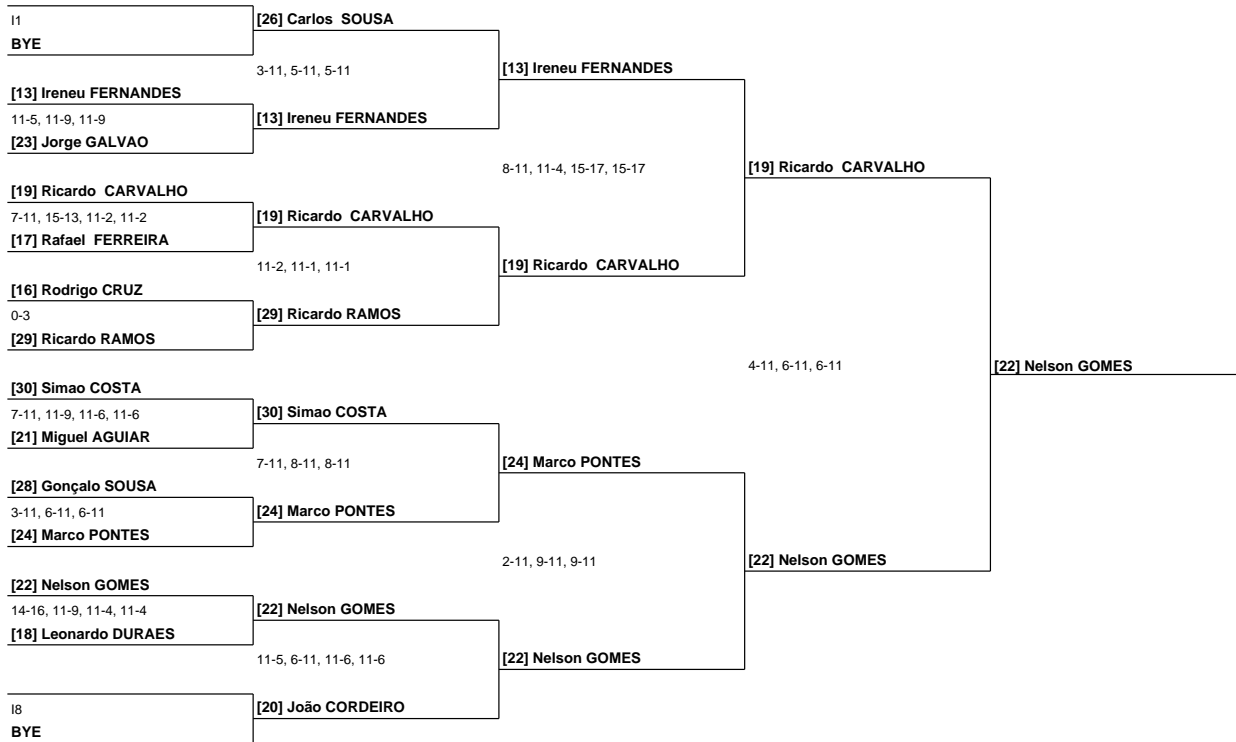 [26] Carlos SOUSA
I1
BYE
3-11, 5-11, 5-11
[13] Ireneu FERNANDES
[13] Ireneu FERNANDES
11-5, 11-9, 11-9
[13] Ireneu FERNANDES
[23] Jorge GALVAO
8-11, 11-4, 15-17, 15-17
[19] Ricardo CARVALHO
[19] Ricardo CARVALHO
7-11, 15-13, 11-2, 11-2
[19] Ricardo CARVALHO
[17] Rafael FERREIRA
11-2, 11-1, 11-1
[19] Ricardo CARVALHO
[16] Rodrigo CRUZ
0-3
[29] Ricardo RAMOS
[29] Ricardo RAMOS
4-11, 6-11, 6-11
[22] Nelson GOMES
[30] Simao COSTA
7-11, 11-9, 11-6, 11-6
[30] Simao COSTA
[21] Miguel AGUIAR
7-11, 8-11, 8-11
[24] Marco PONTES
[28] Gonçalo SOUSA
3-11, 6-11, 6-11
[24] Marco PONTES
[24] Marco PONTES
2-11, 9-11, 9-11
[22] Nelson GOMES
[22] Nelson GOMES
14-16, 11-9, 11-4, 11-4
[22] Nelson GOMES
[18] Leonardo DURAES
11-5, 6-11, 11-6, 11-6
[22] Nelson GOMES
[20] João CORDEIRO
I8
BYE